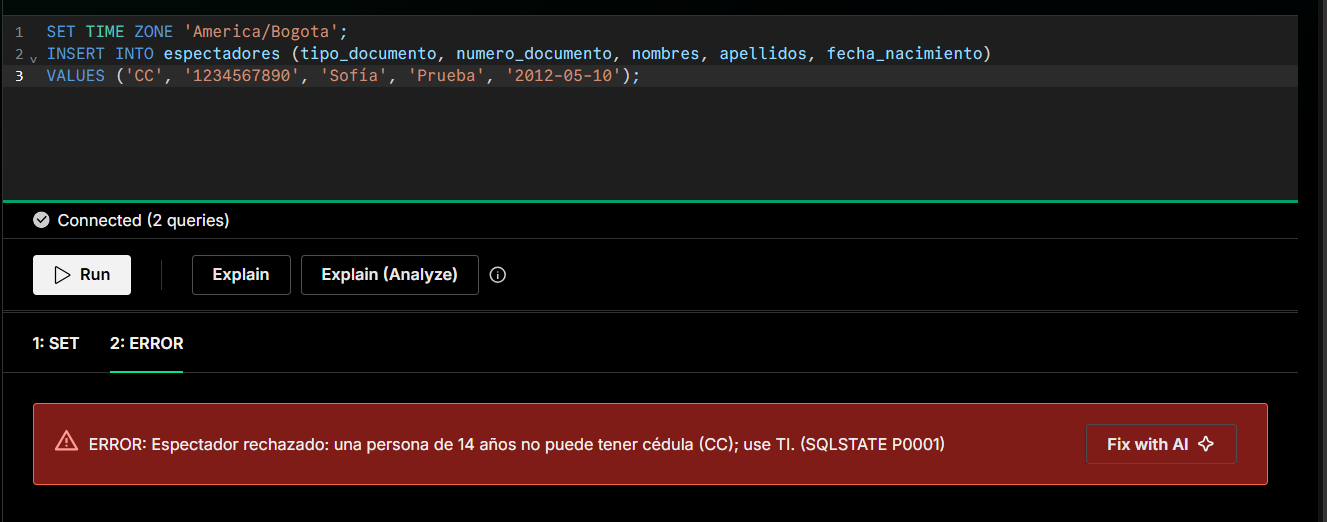 1 SET TIME ZONE 'America/Bogota';
2 INSERT INTO espectadores (tipo_documento, numero_documento, nombres, apellidos, fecha_nacimiento)
3 VALUES ('CC', '1234567890', 'Sofía', 'Prueba', '2012-05-10');
Connected (2 queries)
Run Explain Explain (Analyze)
1: SET 2: ERROR
ERROR: Espectador rechazado: una persona de 14 años no puede tener cédula (CC); use TI. (SQLSTATE P0001) Fix with AI